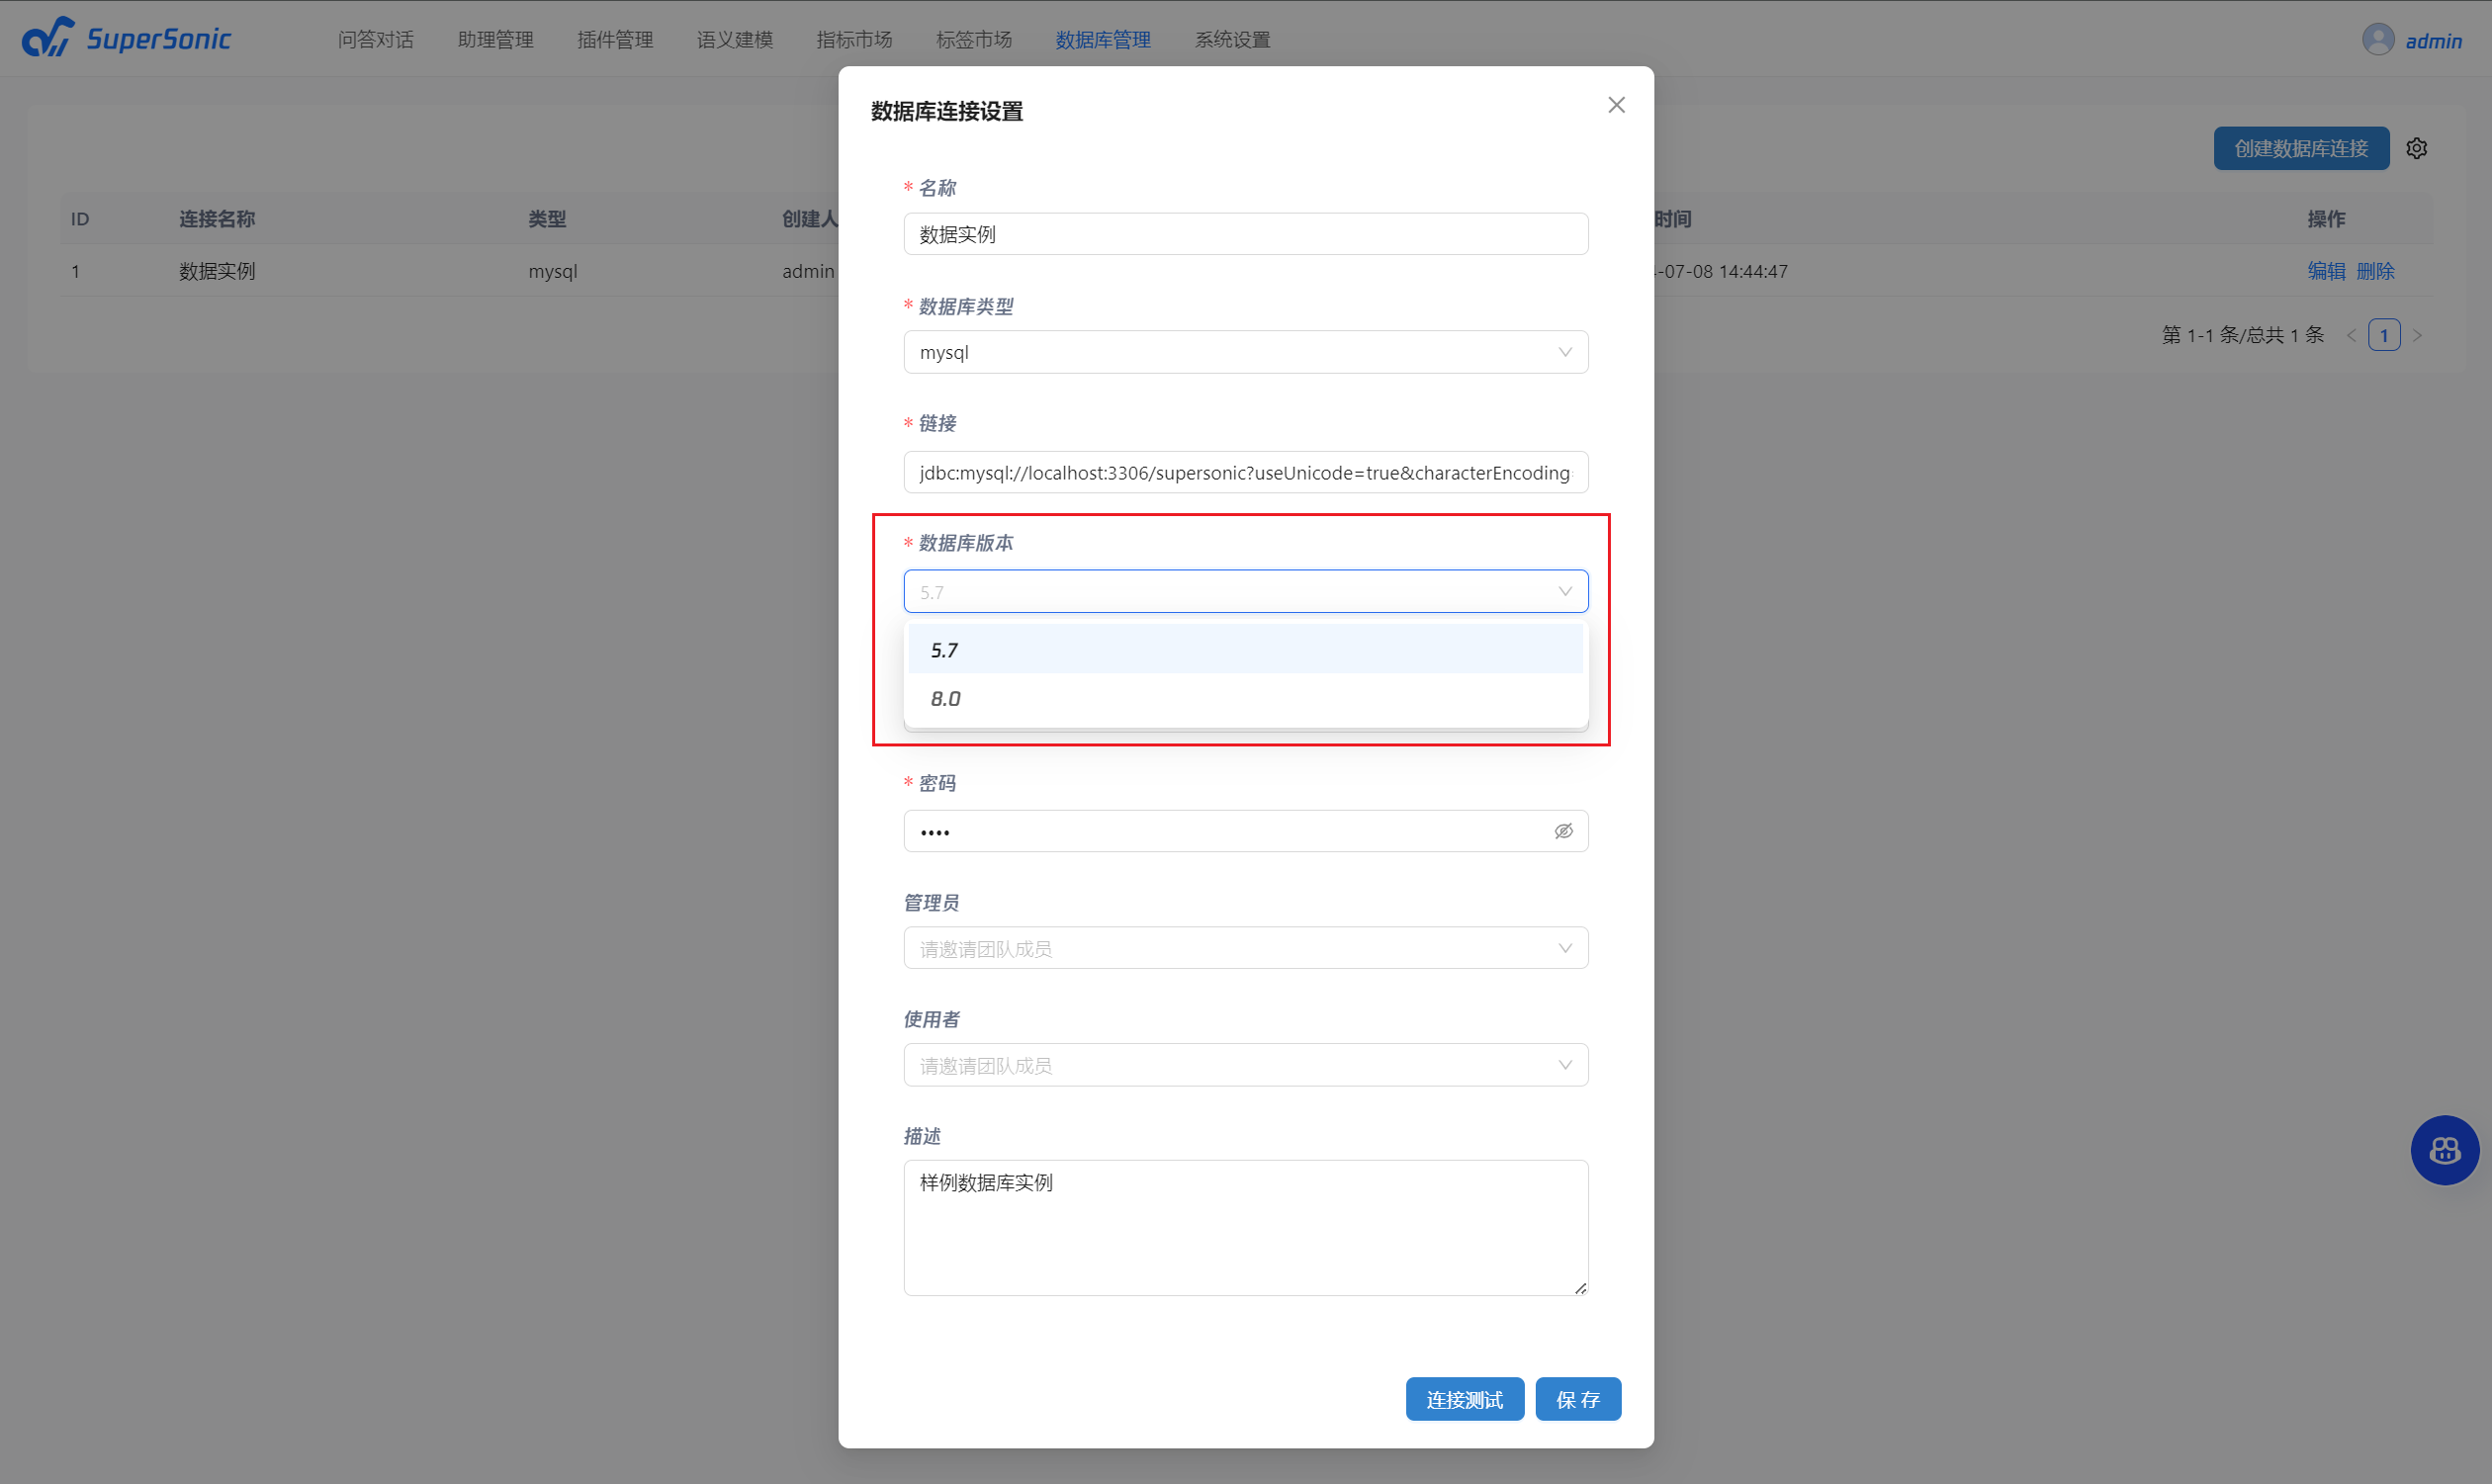 SuperSonic 问答对话 助理管理 插件管理 语义建模 指标市场 标签市场 数据库管理 系统设置 admin
创建数据库连接
ID 连接名称 类型 创建人 时间 操作
1 数据实例 mysql admin -07-08 14:44:47 编辑 删除
第 1-1 条/总共 1 条 < 1 >
数据库连接设置
* 名称
数据实例
* 数据库类型
mysql
* 链接
jdbc:mysql://localhost:3306/supersonic?useUnicode=true&characterEncoding
* 数据库版本
5.7
5.7
8.0
* 密码
••••
管理员
请邀请团队成员
使用者
请邀请团队成员
描述
样例数据库实例
连接测试 保 存